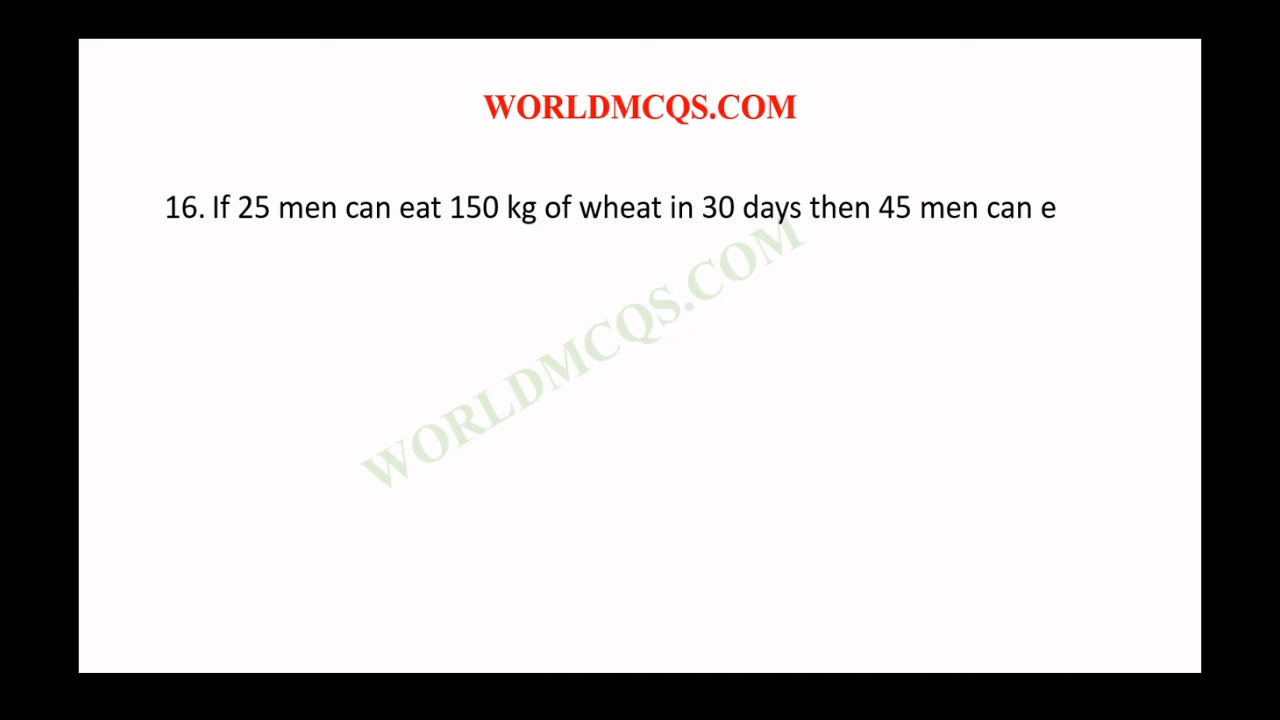 WORLDMCQS.COM
16. If 25 men can eat 150 kg of wheat in 30 days then 45 men can e
WORLDMCQS.COM